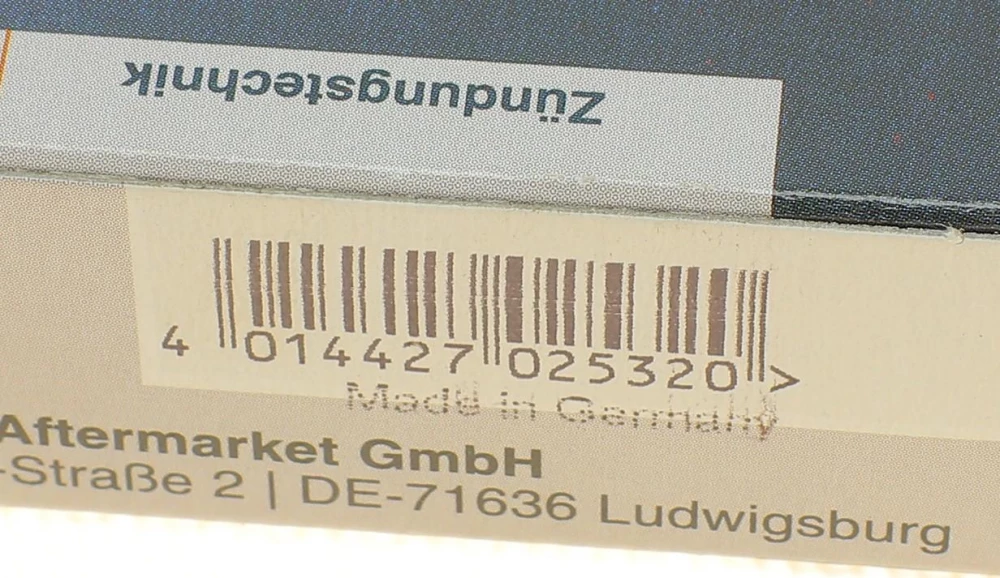 Zündungstechnik
4 014427 025320 >
Made in Germany
Aftermarket GmbH
-Straße 2 | DE-71636 Ludwigsburg